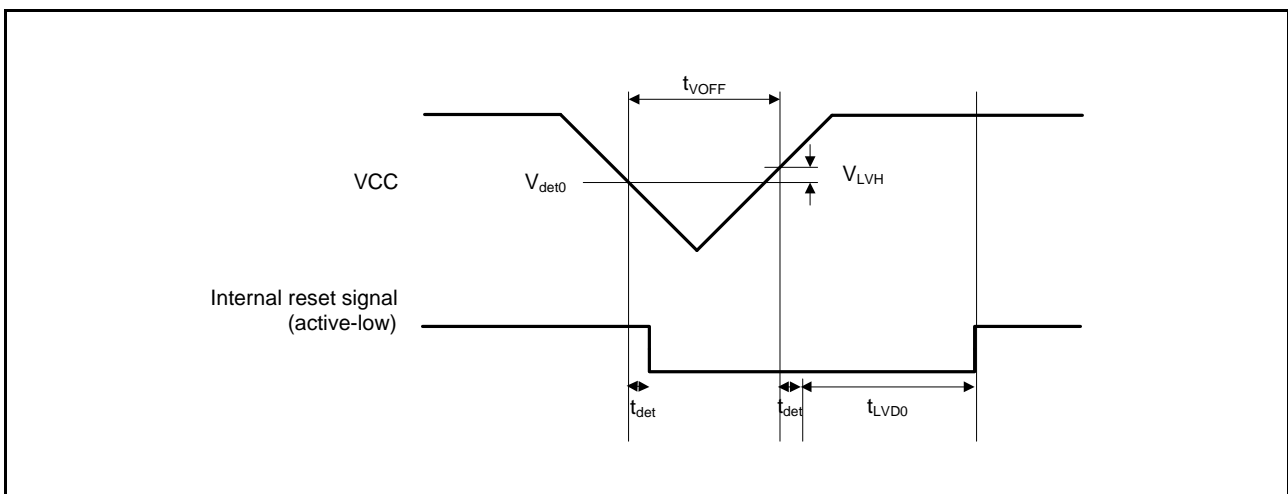 tVOFF
VCC
Vdet0
VLVH
Internal reset signal
(active-low)
tdet
tdet
tLVD0